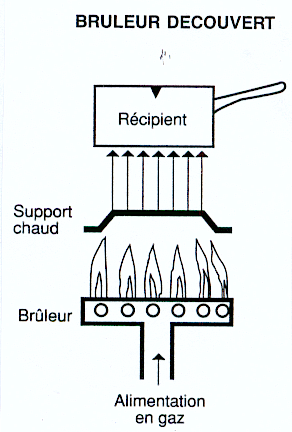 BRULEUR DECOUVERT
Récipient
Support
chaud
Brûleur
Alimentation
en gaz